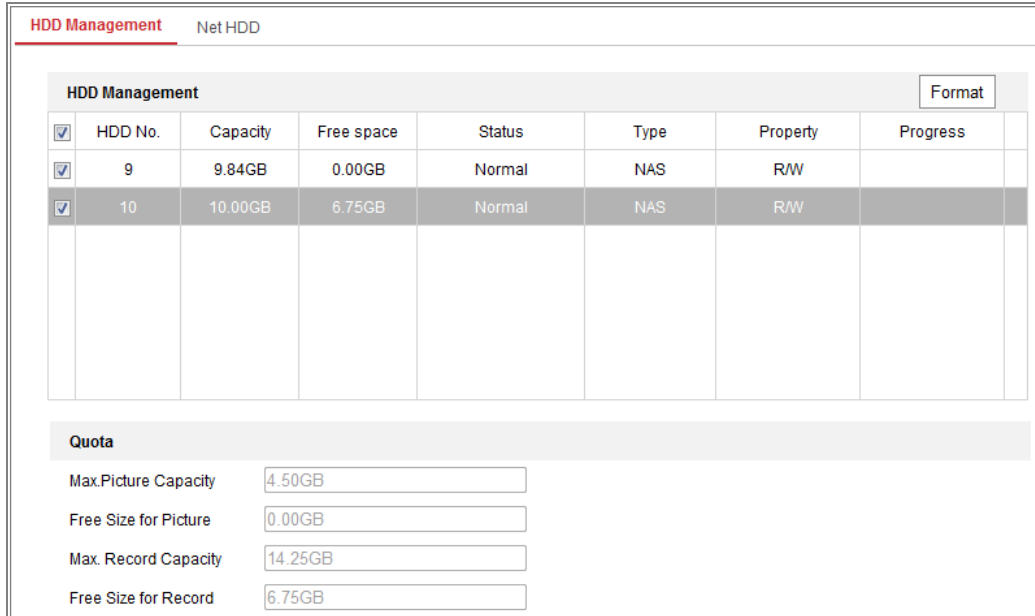 HDD Management Net HDD
HDD Management Format
HDD No. Capacity Free space Status Type Property Progress
9 9.84GB 0.00GB Normal NAS R/W
10 10.00GB 6.75GB Normal NAS R/W
Quota
Max.Picture Capacity 4.50GB
Free Size for Picture 0.00GB
Max. Record Capacity 14.25GB
Free Size for Record 6.75GB